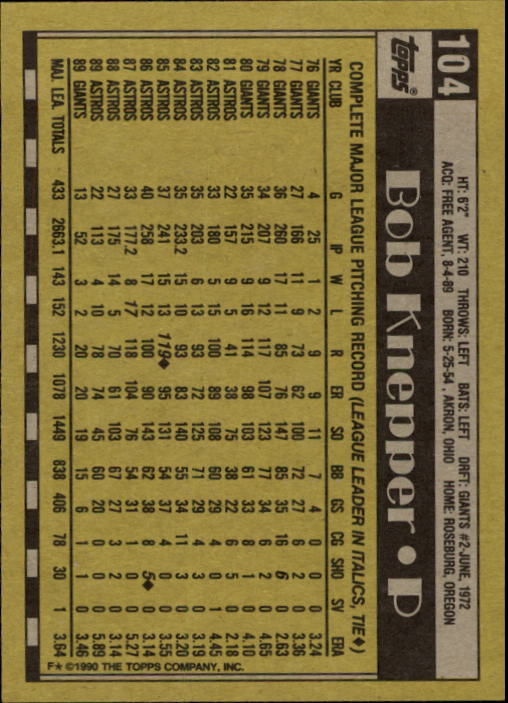 104
topps®
HT: 6'2" WT: 210 THROWS: LEFT BATS: LEFT DRFT: GIANTS #2-JUNE, 1972
ACQ: FREE AGENT, 8-4-89 BORN: 5-25-54, AKRON, OHIO HOME: ROSEBURG, OREGON
Bob Knepper • P
COMPLETE MAJOR LEAGUE PITCHING RECORD (LEAGUE LEADER IN ITALICS, TIE♦)
YR CLUB G IP W L R ER SO BB GS CG SHO SV ERA
76 GIANTS 4 25 1 2 9 9 11 7 4 0 0 0 3.24
77 GIANTS 27 166 11 9 73 62 100 72 27 6 2 0 3.36
78 GIANTS 36 260 17 11 85 76 147 85 35 16 6 0 2.63
79 GIANTS 34 207 9 12 117 107 123 77 34 6 2 0 4.65
80 GIANTS 35 215 9 16 114 98 103 61 33 8 1 0 4.10
81 ASTROS 22 157 9 5 41 38 75 38 22 6 5 0 2.18
82 ASTROS 33 180 5 15 100 89 108 60 29 4 0 1 4.45
83 ASTROS 35 203 6 13 93 72 125 71 29 4 3 0 3.19
84 ASTROS 35 233.2 15 10 93 83 140 55 34 11 3 0 3.20
85 ASTROS 37 241 15 13 119♦ 95 131 54 37 4 0 0 3.55
86 ASTROS 40 258 17 12 100 90 143 62 38 8 5♦ 0 3.14
87 ASTROS 33 177.2 8 17 118 104 76 54 31 1 0 0 5.27
88 ASTROS 27 175 14 5 70 61 103 67 27 3 2 0 3.14
89 ASTROS 22 113 4 10 78 74 45 60 20 0 0 0 5.89
89 GIANTS 13 52 3 2 20 20 19 15 6 1 0 0 3.46
MAJ. LEA. TOTALS 433 2663.1 143 152 1230 1078 1449 838 406 78 30 1 3.64
F★ ©1990 THE TOPPS COMPANY, INC.